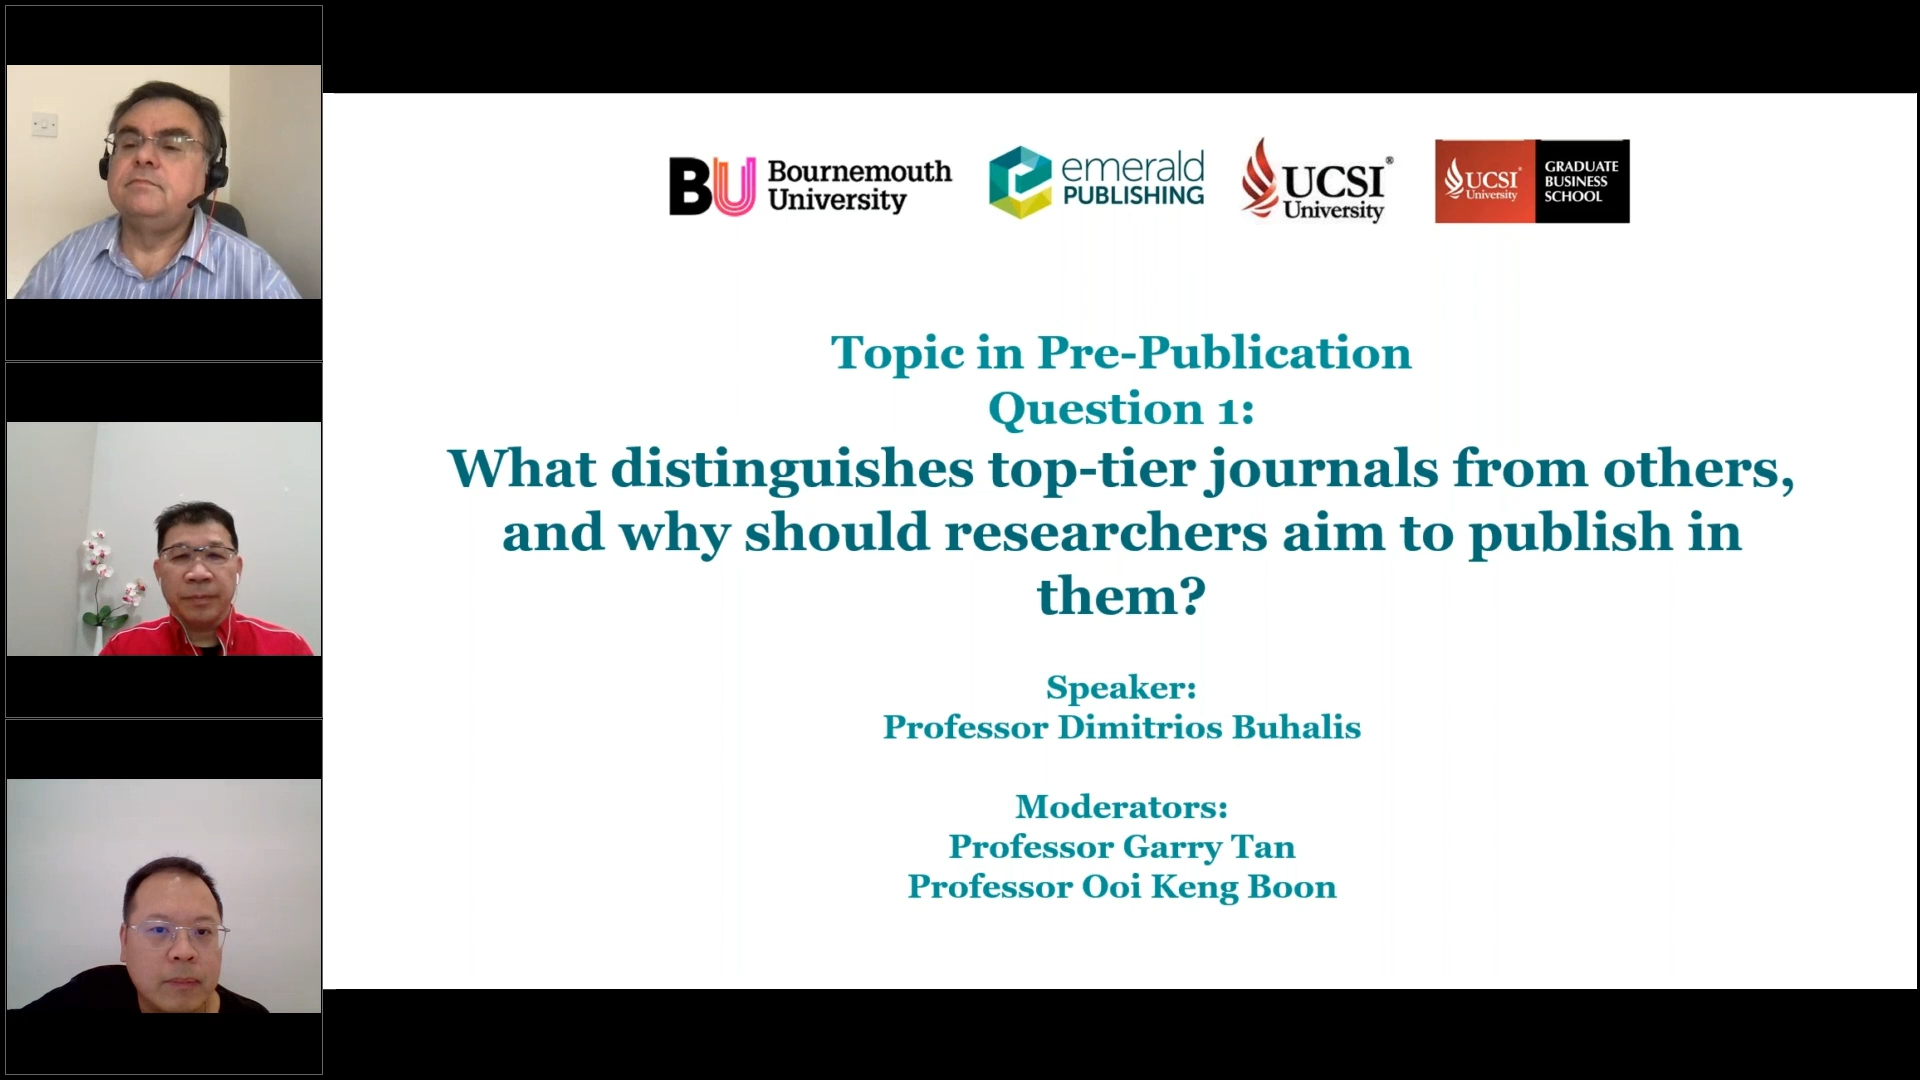 BU Bournemouth
University
emerald
PUBLISHING
UCSI®
University
UCSI®
University
GRADUATE
BUSINESS
SCHOOL
Topic in Pre-Publication
Question 1:
What distinguishes top-tier journals from others,
and why should researchers aim to publish in
them?
Speaker:
Professor Dimitrios Buhalis
Moderators:
Professor Garry Tan
Professor Ooi Keng Boon